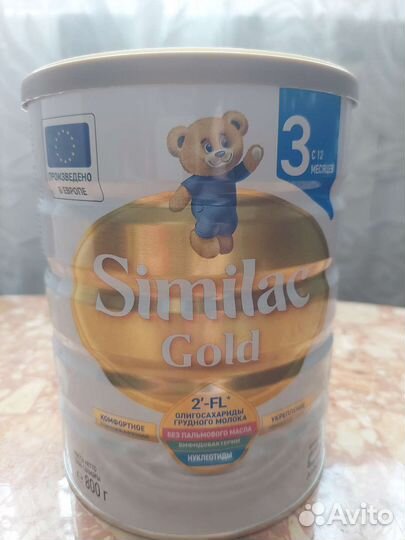 ПРОИЗВЕДЕНО
В ЕВРОПЕ
3
С 12
МЕСЯЦЕВ
Similac
Gold
2'-FL*
ОЛИГОСАХАРИДЫ
ГРУДНОГО МОЛОКА
КОМФОРТНОЕ
УКРЕПЛЕНИЕ
БЕЗ ПАЛЬМОВОГО МАСЛА
БИФИДОБАКТЕРИИ
НУКЛЕОТИДЫ
800 г
Avito